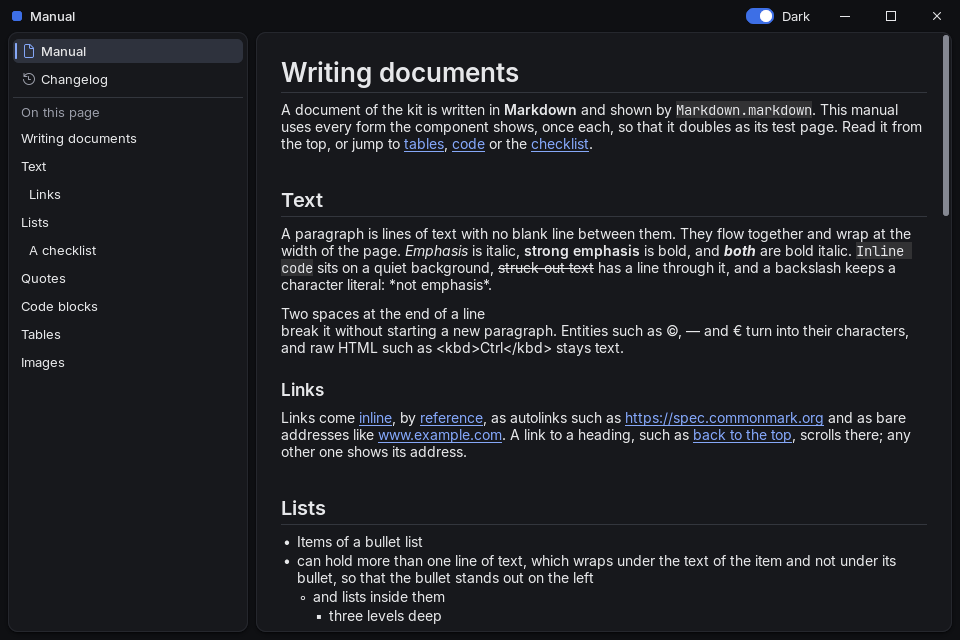 Manual
Dark
Manual
Changelog
On this page
Writing documents
Text
Links
Lists
A checklist
Quotes
Code blocks
Tables
Images
Writing documents
A document of the kit is written in Markdown and shown by Markdown.markdown. This manual
uses every form the component shows, once each, so that it doubles as its test page. Read it from
the top, or jump to tables, code or the checklist.
Text
A paragraph is lines of text with no blank line between them. They flow together and wrap at the
width of the page. Emphasis is italic, strong emphasis is bold, and both are bold italic. Inline
code sits on a quiet background, struck-out text has a line through it, and a backslash keeps a
character literal: *not emphasis*.
Two spaces at the end of a line
break it without starting a new paragraph. Entities such as ©, — and € turn into their characters,
and raw HTML such as <kbd>Ctrl</kbd> stays text.
Links
Links come inline, by reference, as autolinks such as https://spec.commonmark.org and as bare
addresses like www.example.com. A link to a heading, such as back to the top, scrolls there; any
other one shows its address.
Lists
• Items of a bullet list
• can hold more than one line of text, which wraps under the text of the item and not under its
bullet, so that the bullet stands out on the left
◦ and lists inside them
▪ three levels deep